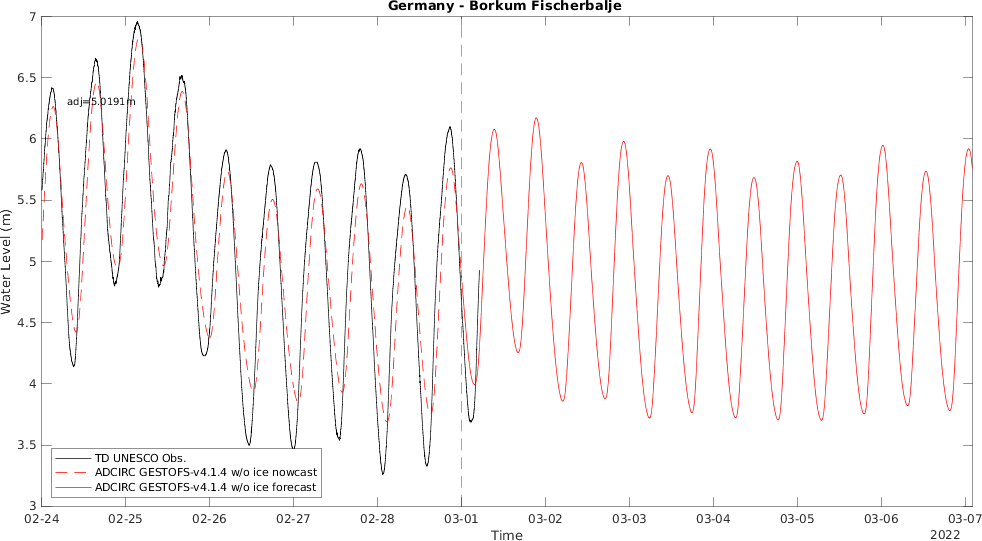 Germany - Borkum Fischerbalje
7
6.5
6
5.5
5
4.5
4
3.5
3
Water Level (m)
adj=5.0191m
TD UNESCO Obs.
ADCIRC GESTOFS-v4.1.4 w/o ice nowcast
ADCIRC GESTOFS-v4.1.4 w/o ice forecast
02-24 02-25 02-26 02-27 02-28 03-01 03-02 03-03 03-04 03-05 03-06 03-07
Time
2022